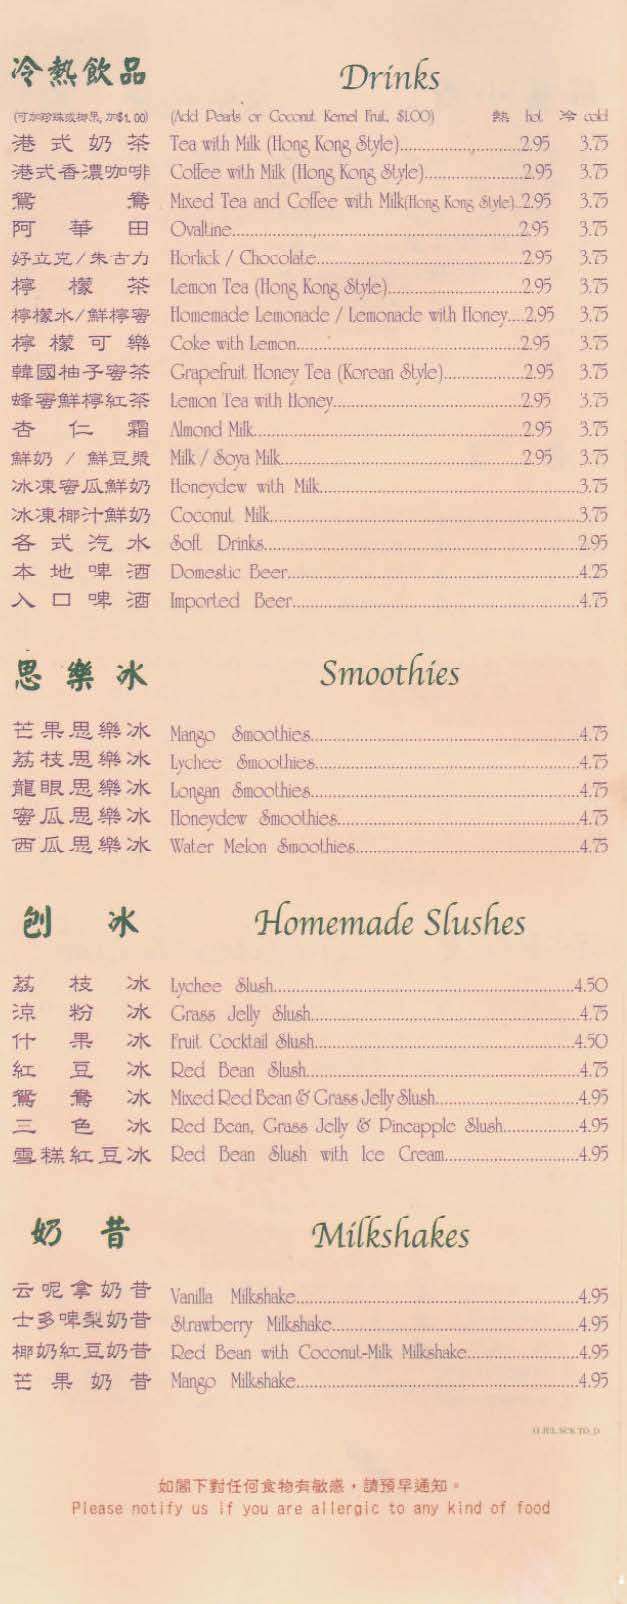 冷熱飲品 Drinks
(可加珍珠或椰果, 加$1.00) (Add Pearls or Coconut Kernel Fruit, $1.00) 熱 hot 冷 cold
港式奶茶 Tea with Milk (Hong Kong Style) 2.95 3.75
港式香濃咖啡 Coffee with Milk (Hong Kong Style) 2.95 3.75
鴛鴦 Mixed Tea and Coffee with Milk(Hong Kong Style) 2.95 3.75
阿華田 Ovaltine 2.95 3.75
好立克/朱古力 Horlick / Chocolate 2.95 3.75
檸檬茶 Lemon Tea (Hong Kong Style) 2.95 3.75
檸檬水/鮮檸蜜 Homemade Lemonade / Lemonade with Honey 2.95 3.75
檸檬可樂 Coke with Lemon 2.95 3.75
韓國柚子蜜茶 Grapefruit Honey Tea (Korean Style) 2.95 3.75
蜂蜜鮮檸紅茶 Lemon Tea with Honey 2.95 3.75
杏仁霜 Almond Milk 2.95 3.75
鮮奶 / 鮮豆漿 Milk / Soya Milk 2.95 3.75
冰凍蜜瓜鮮奶 Honeydew with Milk 3.75
冰凍椰汁鮮奶 Coconut Milk 3.75
各式汽水 Soft Drinks 2.95
本地啤酒 Domestic Beer 4.25
入口啤酒 Imported Beer 4.75
思樂冰 Smoothies
芒果思樂冰 Mango Smoothies 4.75
荔枝思樂冰 Lychee Smoothies 4.75
龍眼思樂冰 Longan Smoothies 4.75
蜜瓜思樂冰 Honeydew Smoothies 4.75
西瓜思樂冰 Water Melon Smoothies 4.75
刨冰 Homemade Slushes
荔枝冰 Lychee Slush 4.50
涼粉冰 Grass Jelly Slush 4.75
什果冰 Fruit Cocktail Slush 4.50
紅豆冰 Red Bean Slush 4.75
鴛鴦冰 Mixed Red Bean & Grass Jelly Slush 4.95
三色冰 Red Bean, Grass Jelly & Pineapple Slush 4.95
雪糕紅豆冰 Red Bean Slush with Ice Cream 4.95
奶昔 Milkshakes
云呢拿奶昔 Vanilla Milkshake 4.95
士多啤梨奶昔 Strawberry Milkshake 4.95
椰奶紅豆奶昔 Red Bean with Coconut-Milk Milkshake 4.95
芒果奶昔 Mango Milkshake 4.95
如閣下對任何食物有敏感，請預早通知。
Please notify us if you are allergic to any kind of food